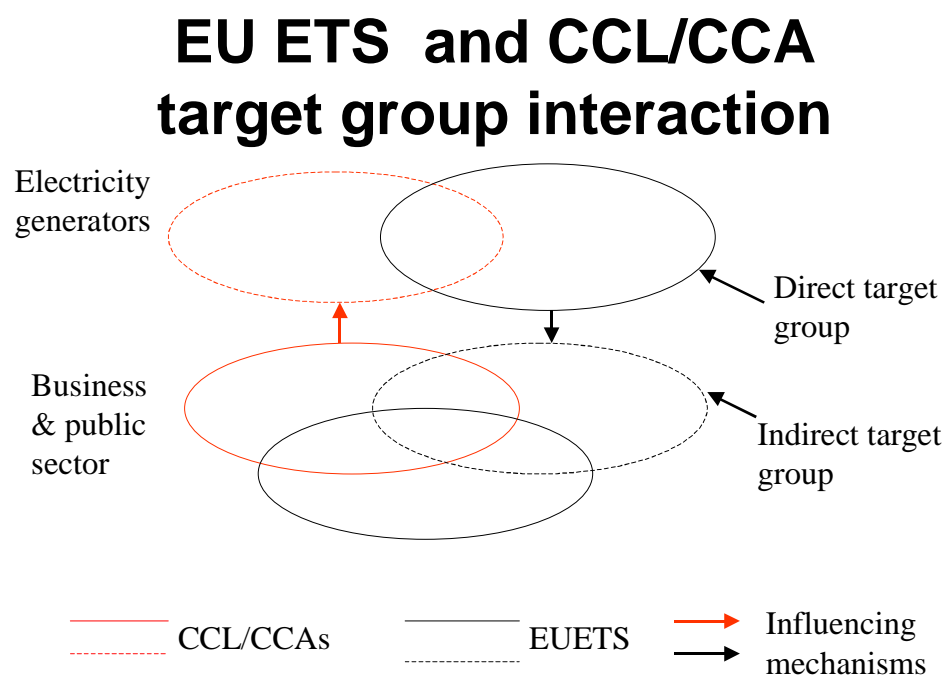 EU ETS and CCL/CCA
target group interaction
Electricity
generators
Direct target
group
Business
& public
sector
Indirect target
group
CCL/CCAs
EUETS
Influencing
mechanisms